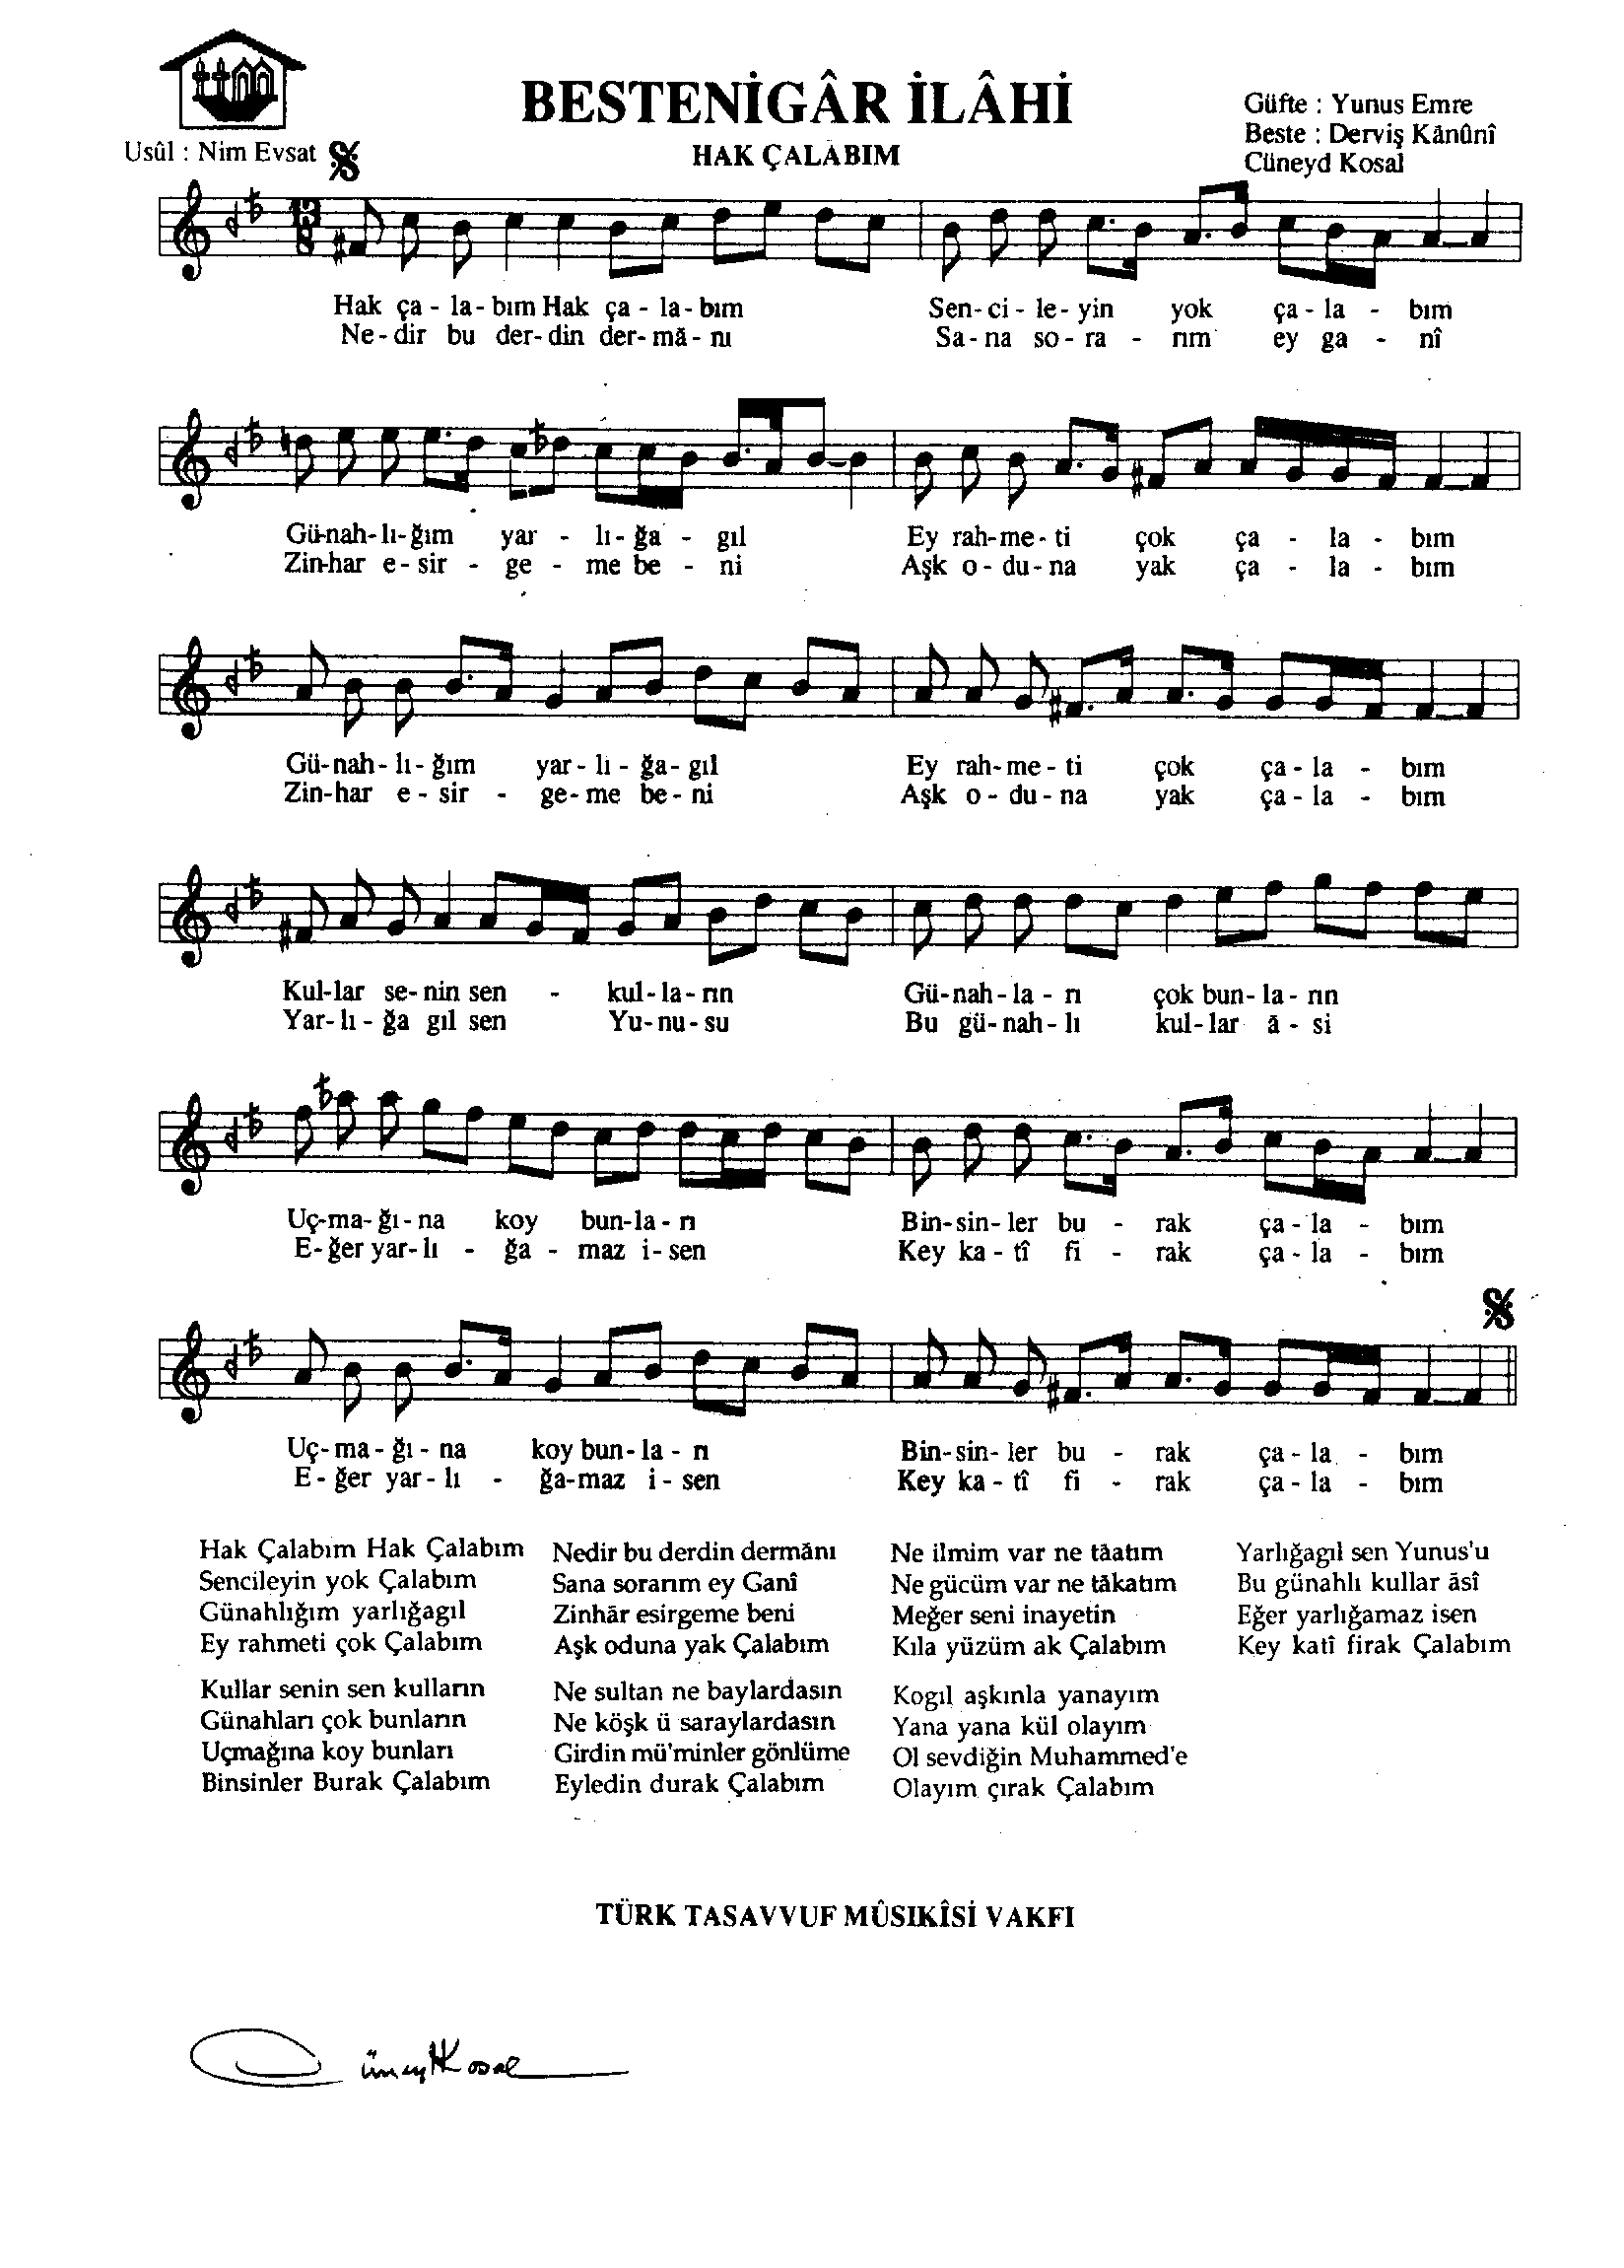 BESTENİGÂR İLÂHİ
HAK ÇALABIM
Güfte : Yunus Emre
Beste : Derviş Kânûnî
Cüneyd Kosal
Usûl : Nim Evsat
13
8
Hak ça - la - bım Hak ça - la - bım Sen - ci - le - yin yok ça - la - bım
Ne - dir bu der - din der - mâ - nı Sa - na so - ra - rım ey ga - nî
Gü-nah - lı - ğım yar - lı - ğa - gıl Ey rah - me - ti çok ça - la - bım
Zin-har e - sir - ge - me be - ni Aşk o - du - na yak ça - la - bım
Gü - nah - lı - ğım yar - lı - ğa - gıl Ey rah - me - ti çok ça - la - bım
Zin - har e - sir - ge - me be - ni Aşk o - du - na yak ça - la - bım
Kul - lar se - nin sen - kul - la - rın Gü - nah - la - rı çok bun - la - rın
Yar - lı - ğa gıl sen Yu - nu - su Bu gü - nah - lı kul - lar â - si
Uç - ma - ğı - na koy bun - la - rı Bin - sin - ler bu - rak ça - la - bım
E - ğer yar - lı - ğa - maz i - sen Key ka - tî fi - rak ça - la - bım
Uç - ma - ğı - na koy bun - la - rı Bin - sin - ler bu - rak ça - la - bım
E - ğer yar - lı - ğa - maz i - sen Key ka - tî fi - rak ça - la - bım
Hak Çalabım Hak Çalabım
Sencileyin yok Çalabım
Günahlığım yarlığagıl
Ey rahmeti çok Çalabım
Kullar senin sen kulların
Günahları çok bunların
Uçmağına koy bunları
Binsinler Burak Çalabım
Nedir bu derdin dermânı
Sana sorarım ey Ganî
Zinhâr esirgeme beni
Aşk oduna yak Çalabım
Ne sultan ne baylardasın
Ne köşk ü saraylardasın
Girdin mü'minler gönlüme
Eyledin durak Çalabım
Ne ilmim var ne tâatım
Ne gücüm var ne tâkatım
Meğer seni inayetin
Kıla yüzüm ak Çalabım
Kogıl aşkınla yanayım
Yana yana kül olayım
Ol sevdiğin Muhammed'e
Olayım çırak Çalabım
Yarlığagıl sen Yunus'u
Bu günahlı kullar âsî
Eğer yarlığamaz isen
Key katî firak Çalabım
TÜRK TASAVVUF MÛSIKÎSİ VAKFI
Cüneyt Kosal